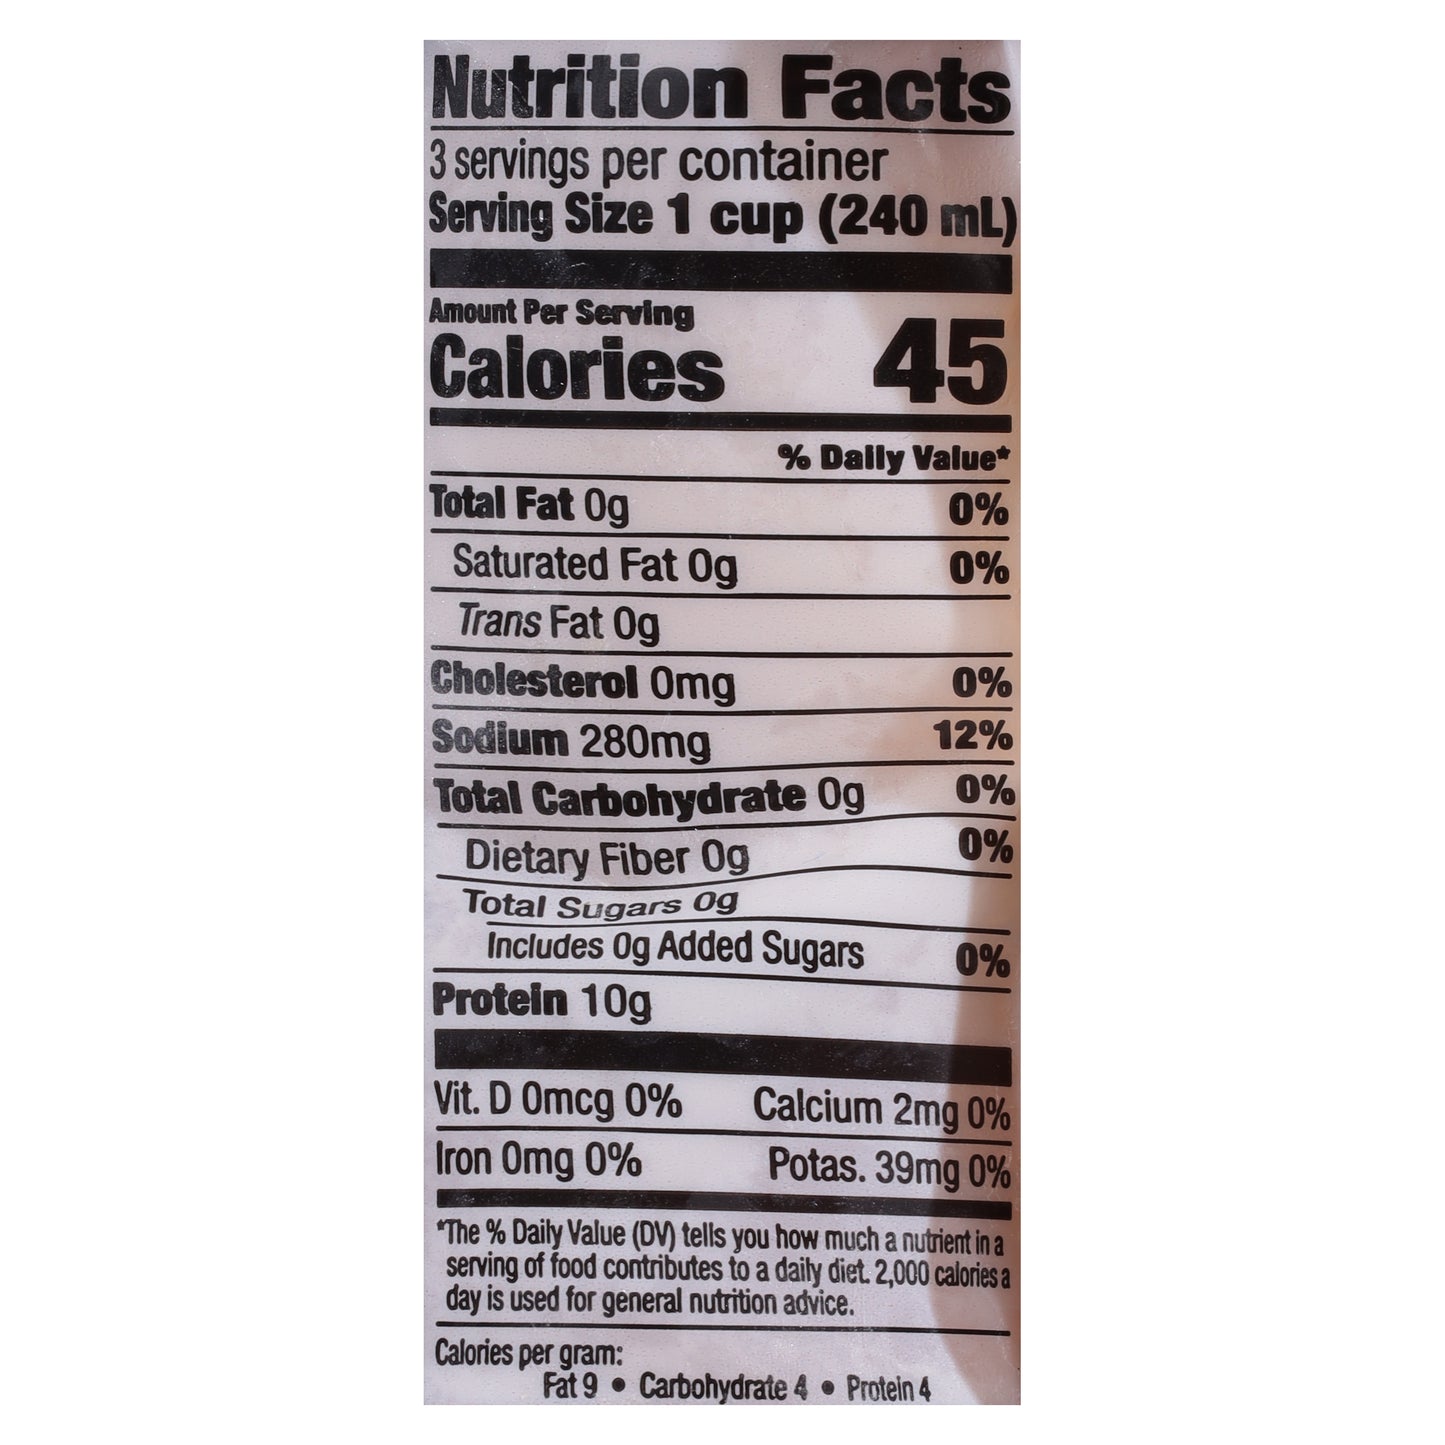 Nutrition Facts
3 servings per container
Serving Size 1 cup (240 mL)
Amount Per Serving
Calories 45
% Daily Value*
Total Fat 0g 0%
Saturated Fat 0g 0%
Trans Fat 0g
Cholesterol 0mg 0%
Sodium 280mg 12%
Total Carbohydrate 0g 0%
Dietary Fiber 0g 0%
Total Sugars 0g
Includes 0g Added Sugars 0%
Protein 10g
Vit. D 0mcg 0% Calcium 2mg 0%
Iron 0mg 0% Potas. 39mg 0%
*The % Daily Value (DV) tells you how much a nutrient in a
serving of food contributes to a daily diet. 2,000 calories a
day is used for general nutrition advice.
Calories per gram:
Fat 9 • Carbohydrate 4 • Protein 4